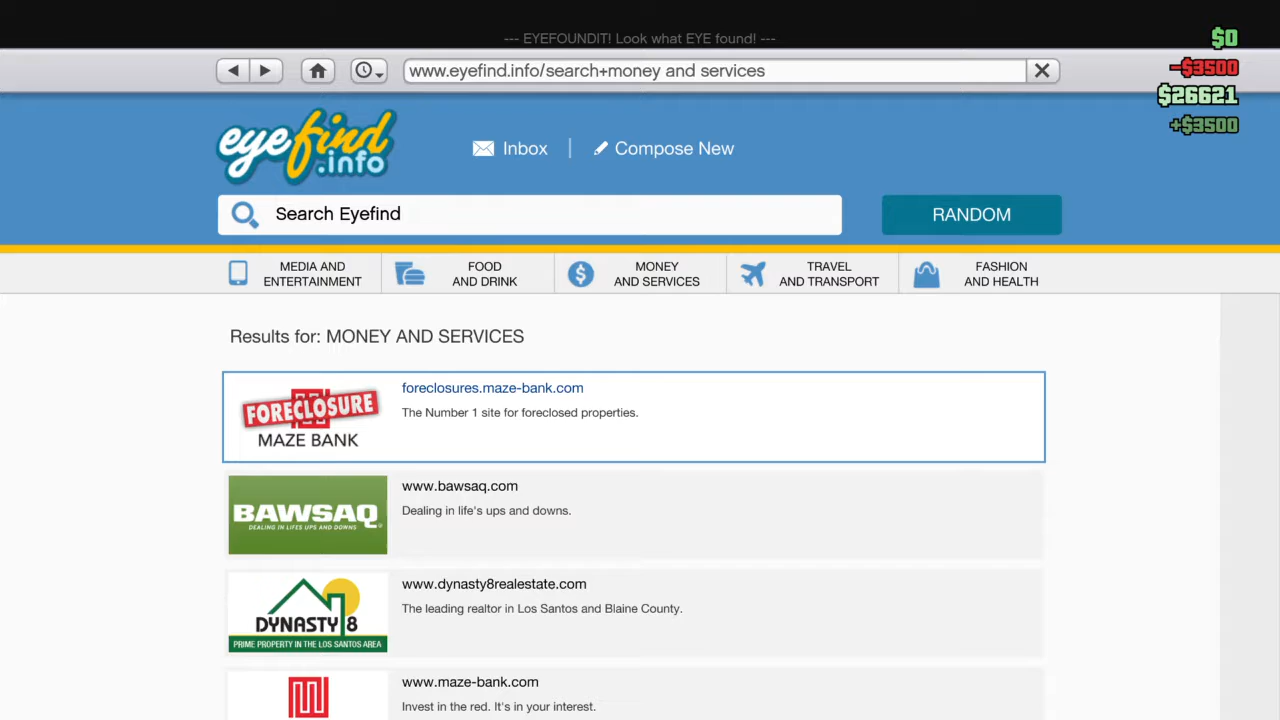 --- EYEFOUNDIT! Look what EYE found! ---
$0
-$3500
$26621
+$3500
www.eyefind.info/search+money and services
eyefind
.info
Inbox
Compose New
Search Eyefind
RANDOM
MEDIA AND
ENTERTAINMENT
FOOD
AND DRINK
MONEY
AND SERVICES
TRAVEL
AND TRANSPORT
FASHION
AND HEALTH
Results for: MONEY AND SERVICES
FORECLOSURE
MAZE BANK
foreclosures.maze-bank.com
The Number 1 site for foreclosed properties.
BAWSAQ
DEALING IN LIFES UPS AND DOWNS
www.bawsaq.com
Dealing in life's ups and downs.
DYNASTY 8
PRIME PROPERTY IN THE LOS SANTOS AREA
www.dynasty8realestate.com
The leading realtor in Los Santos and Blaine County.
www.maze-bank.com
Invest in the red. It's in your interest.